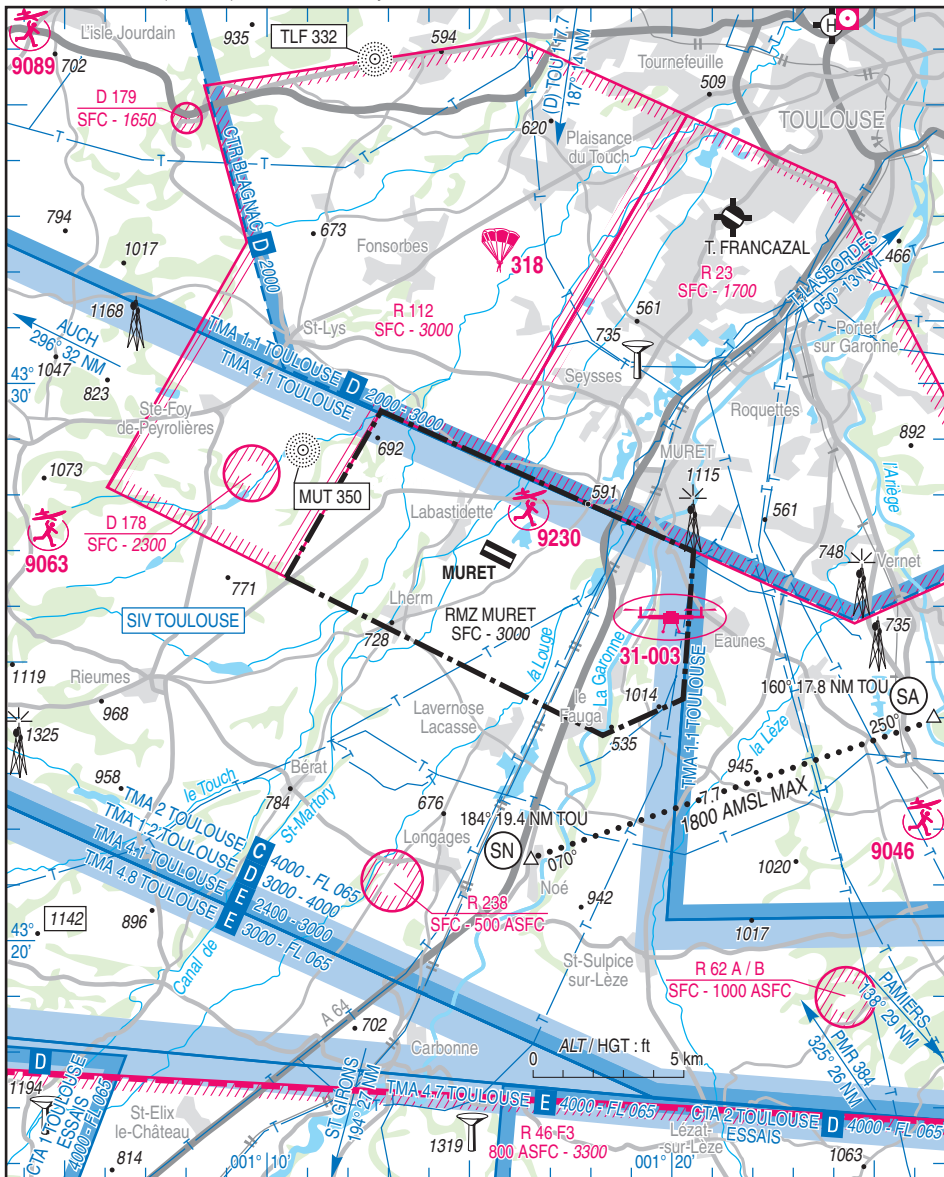 L'Isle Jourdain
935
TLF 332
594
9089
702
D 179
SFC - 1650
(D) TOU 117.7
187° 14 NM
Tournefeuille
509
TOULOUSE
H
620
Plaisance
du Touch
CTR BLAGNAC D 2000
794
1017
673
Fonsorbes
318
T. FRANCAZAL
R 23
SFC - 1700
T. LASBORDES
050° 13 NM
466
R 112
SFC - 3000
1168
St-Lys
561
735
Portet
sur Garonne
AUCH
296° 32 NM
TMA 1.1 TOULOUSE
TMA 4.1 TOULOUSE
D 2000 - 3000
Seysses
43°
30'
1047
823
Ste-Foy
de-Peyrolières
Roquettes
692
MURET
892
l'Ariège
1073
MUT 350
1115
Labastidette
591
561
D 178
SFC - 2300
9063
9230
748
Vernet
MURET
771
Lherm
RMZ MURET
SFC - 3000
SIV TOULOUSE
728
la Louge
La Garonne
31-003
Eaunes
735
1119
Rieumes
968
TMA 1.1 TOULOUSE
160° 17.8 NM TOU
SA
1014
le
Fauga
Lavernose
Lacasse
535
la Lèze
250°
1325
958
le Touch
Bérat
784
St-Martory
676
945
7.7
1800 AMSL MAX
TMA 2 TOULOUSE C 4000 - FL 065
TMA 1.2 TOULOUSE D 3000 - 4000
TMA 4.1 TOULOUSE E 2400 - 3000
TMA 4.8 TOULOUSE E 3000 - FL 065
184° 19.4 NM TOU
SN
070°
Longages
Noé
9046
1020
1142
896
R 238
SFC - 500 ASFC
942
1017
43°
20'
Canal de
St-Sulpice
sur-Lèze
R 62 A / B
SFC - 1000 ASFC
PAMIERS
138° 29 NM
A 64
702
Carbonne
ALT / HGT : ft
0
5 km
PMR 384
325° 26 NM
D
1194
CTA 1 TOULOUSE
ESSAIS
4000 - FL 065
St-Elix
le-Château
814
ST GIRONS
194° 27 NM
TMA 4.7 TOULOUSE E 4000 - FL 065
CTA 2 TOULOUSE
ESSAIS
D 4000 - FL 065
1319
R 46 F3
800 ASFC - 3300
Lézat-
sur-Lèze
1063
001° 10'
001° 20'